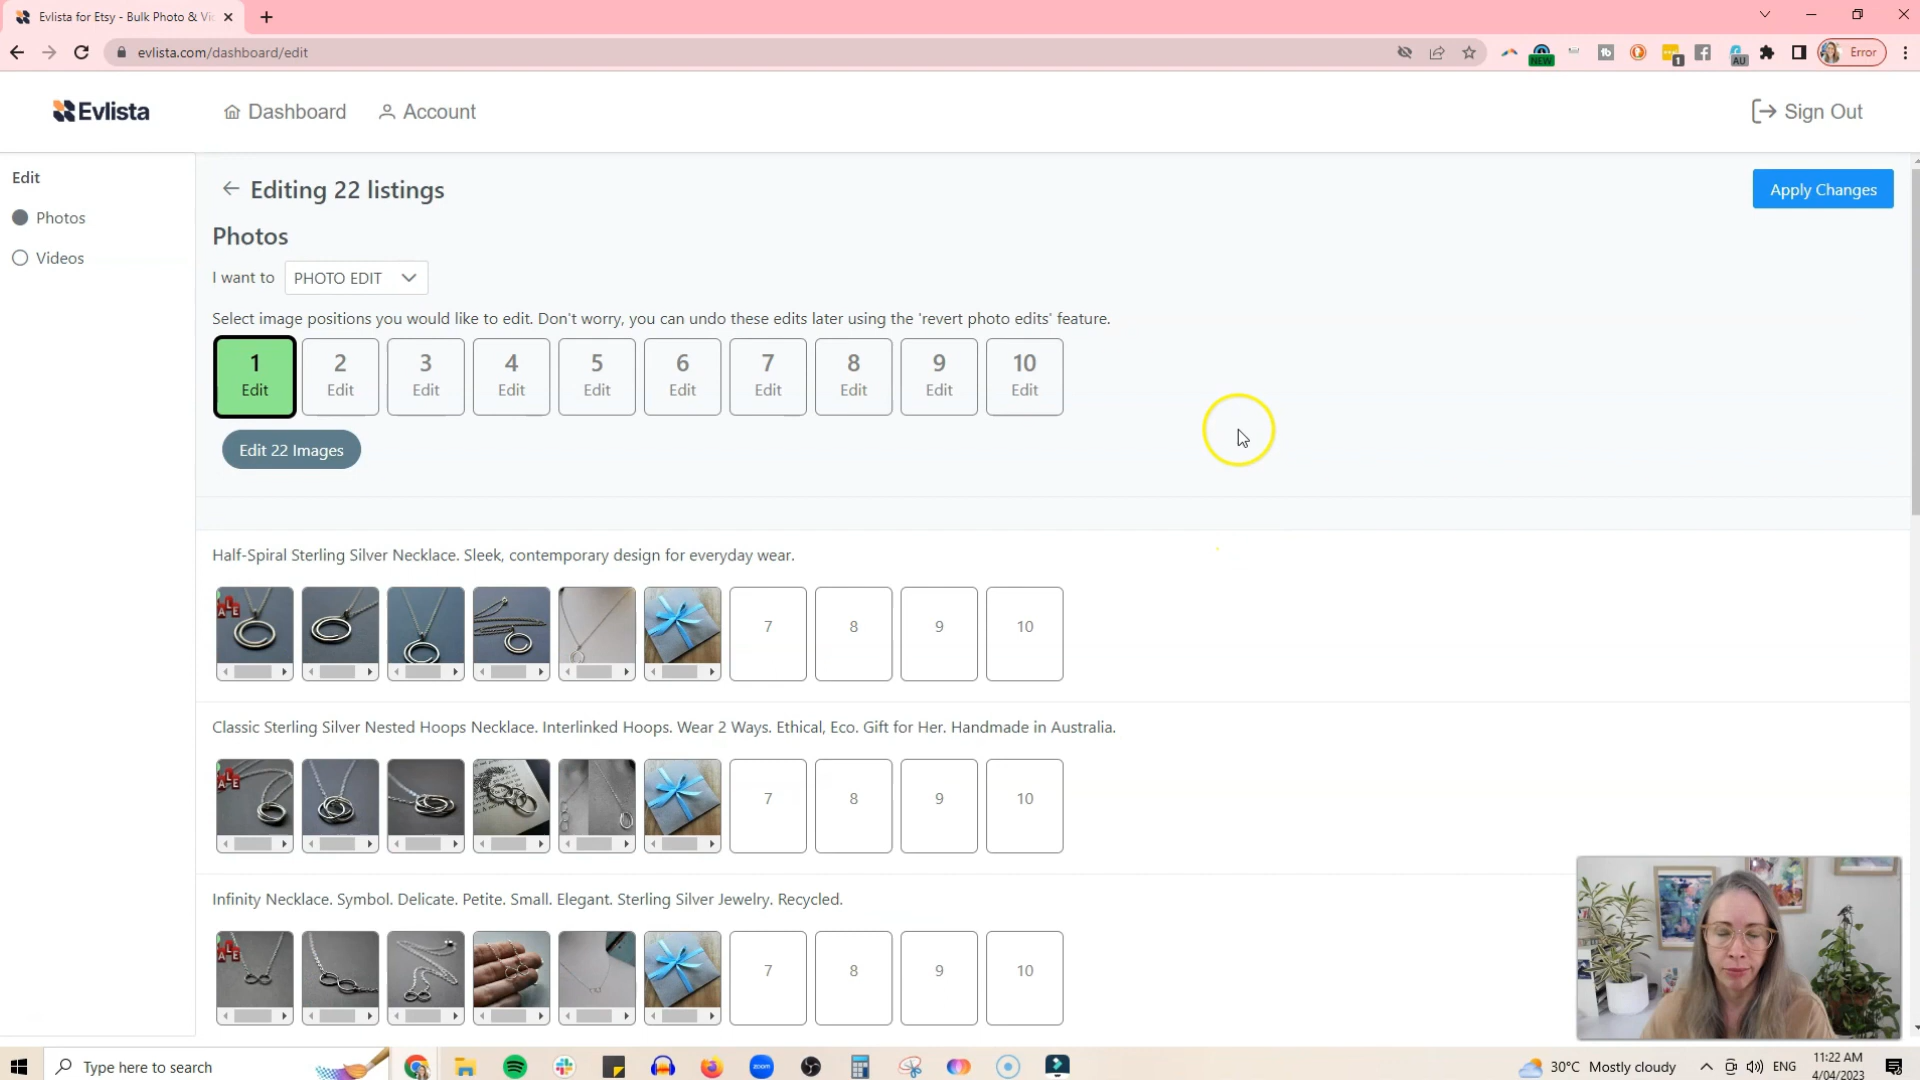 Evlista for Etsy - Bulk Photo & Vi
evlista.com/dashboard/edit
NEW
1
AU
Error
Evlista
Dashboard
Account
Sign Out
Edit
Photos
Videos
Editing 22 listings
Apply Changes
Photos
I want to PHOTO EDIT
Select image positions you would like to edit. Don't worry, you can undo these edits later using the 'revert photo edits' feature.
1 2 3 4 5 6 7 8 9 10
Edit Edit Edit Edit Edit Edit Edit Edit Edit Edit
Edit 22 Images
Half-Spiral Sterling Silver Necklace. Sleek, contemporary design for everyday wear.
7 8 9 10
Classic Sterling Silver Nested Hoops Necklace. Interlinked Hoops. Wear 2 Ways. Ethical, Eco. Gift for Her. Handmade in Australia.
7 8 9 10
Infinity Necklace. Symbol. Delicate. Petite. Small. Elegant. Sterling Silver Jewelry. Recycled.
7 8 9 10
Type here to search
zoom
30°C Mostly cloudy
ENG
11:22 AM
4/04/2023